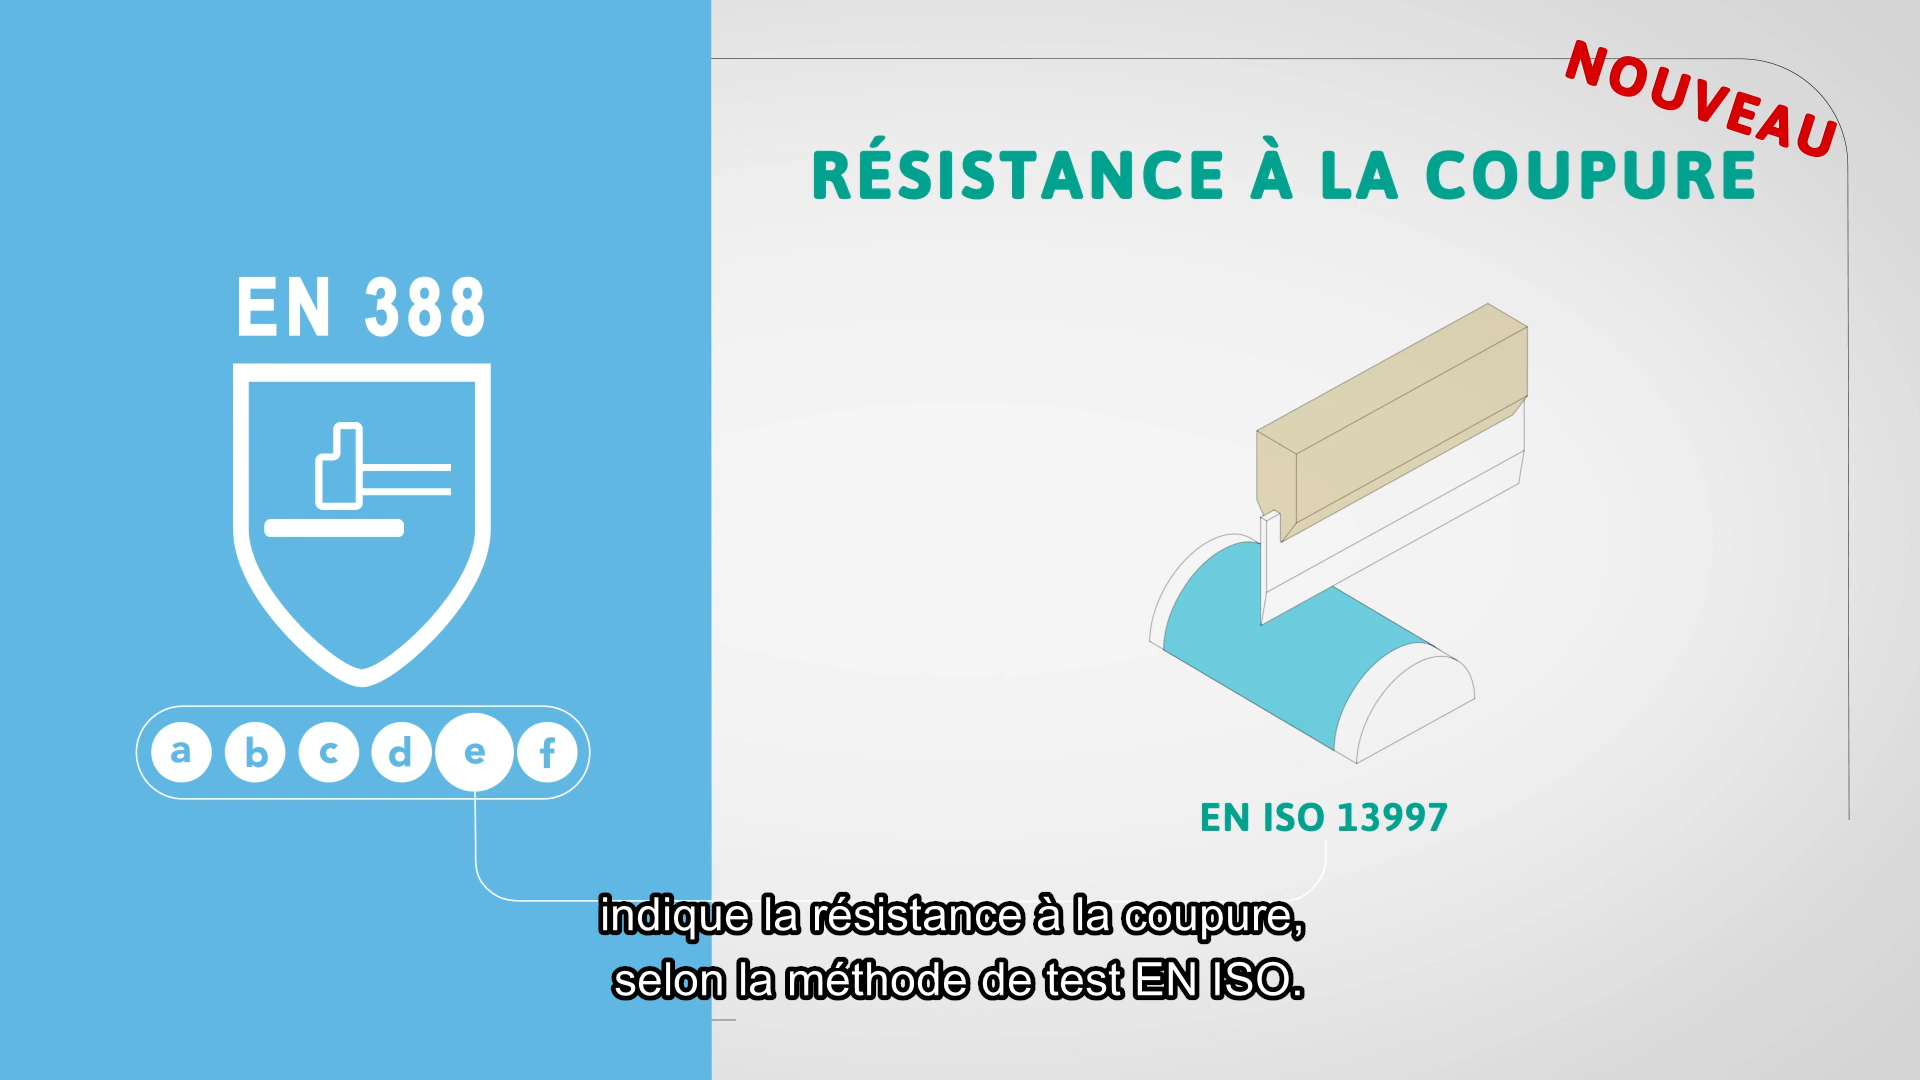 NOUVEAU
RÉSISTANCE À LA COUPURE
EN 388
a b c d e f
EN ISO 13997
indique la résistance à la coupure,
selon la méthode de test EN ISO.